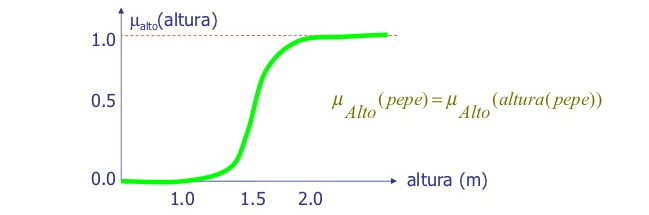 μalto(altura)
1.0
0.5
μAlto(pepe)=μAlto(altura(pepe))
0.0
altura (m)
1.0 1.5 2.0